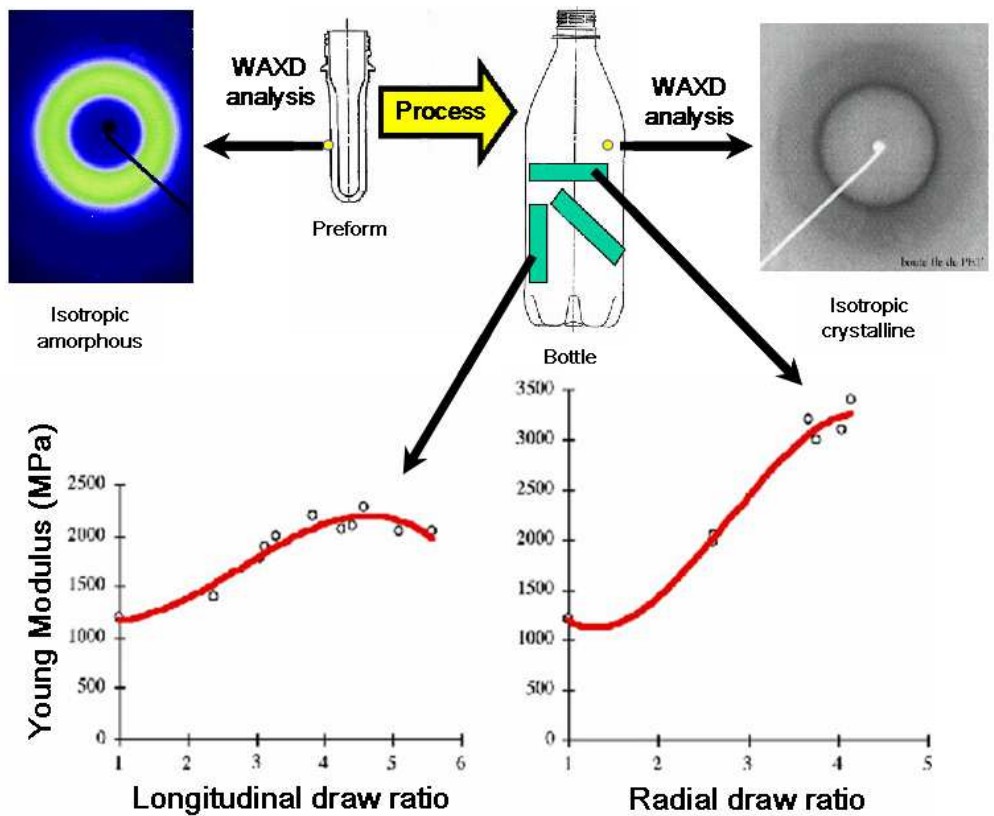 WAXD
analysis
Process
WAXD
analysis
Preform
Isotropic
amorphous
Bottle
Isotropic
crystalline
Young Modulus (MPa)
2500
2000
1500
1000
500
0
1 2 3 4 5 6
Longitudinal draw ratio
3500
3000
2500
2000
1500
1000
500
0
1 2 3 4 5
Radial draw ratio